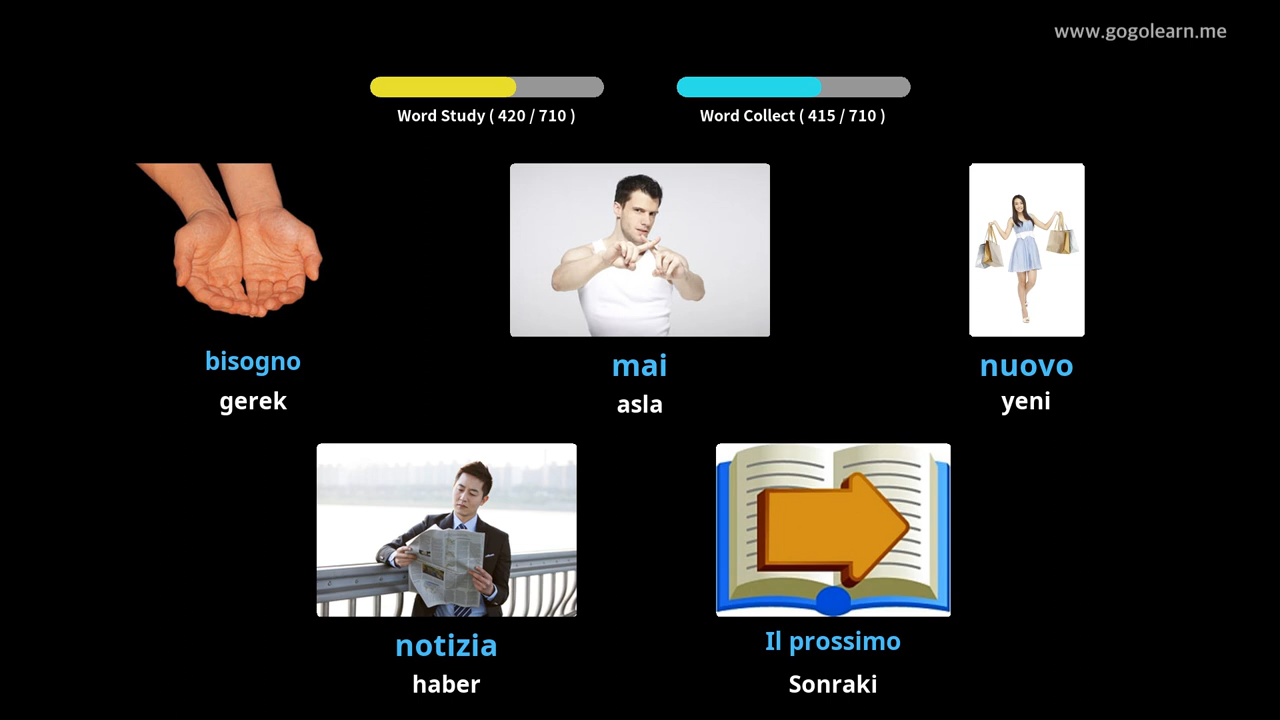 www.gogolearn.me
Word Study ( 420 / 710 )
Word Collect ( 415 / 710 )
bisogno
gerek
mai
asla
nuovo
yeni
notizia
haber
Il prossimo
Sonraki